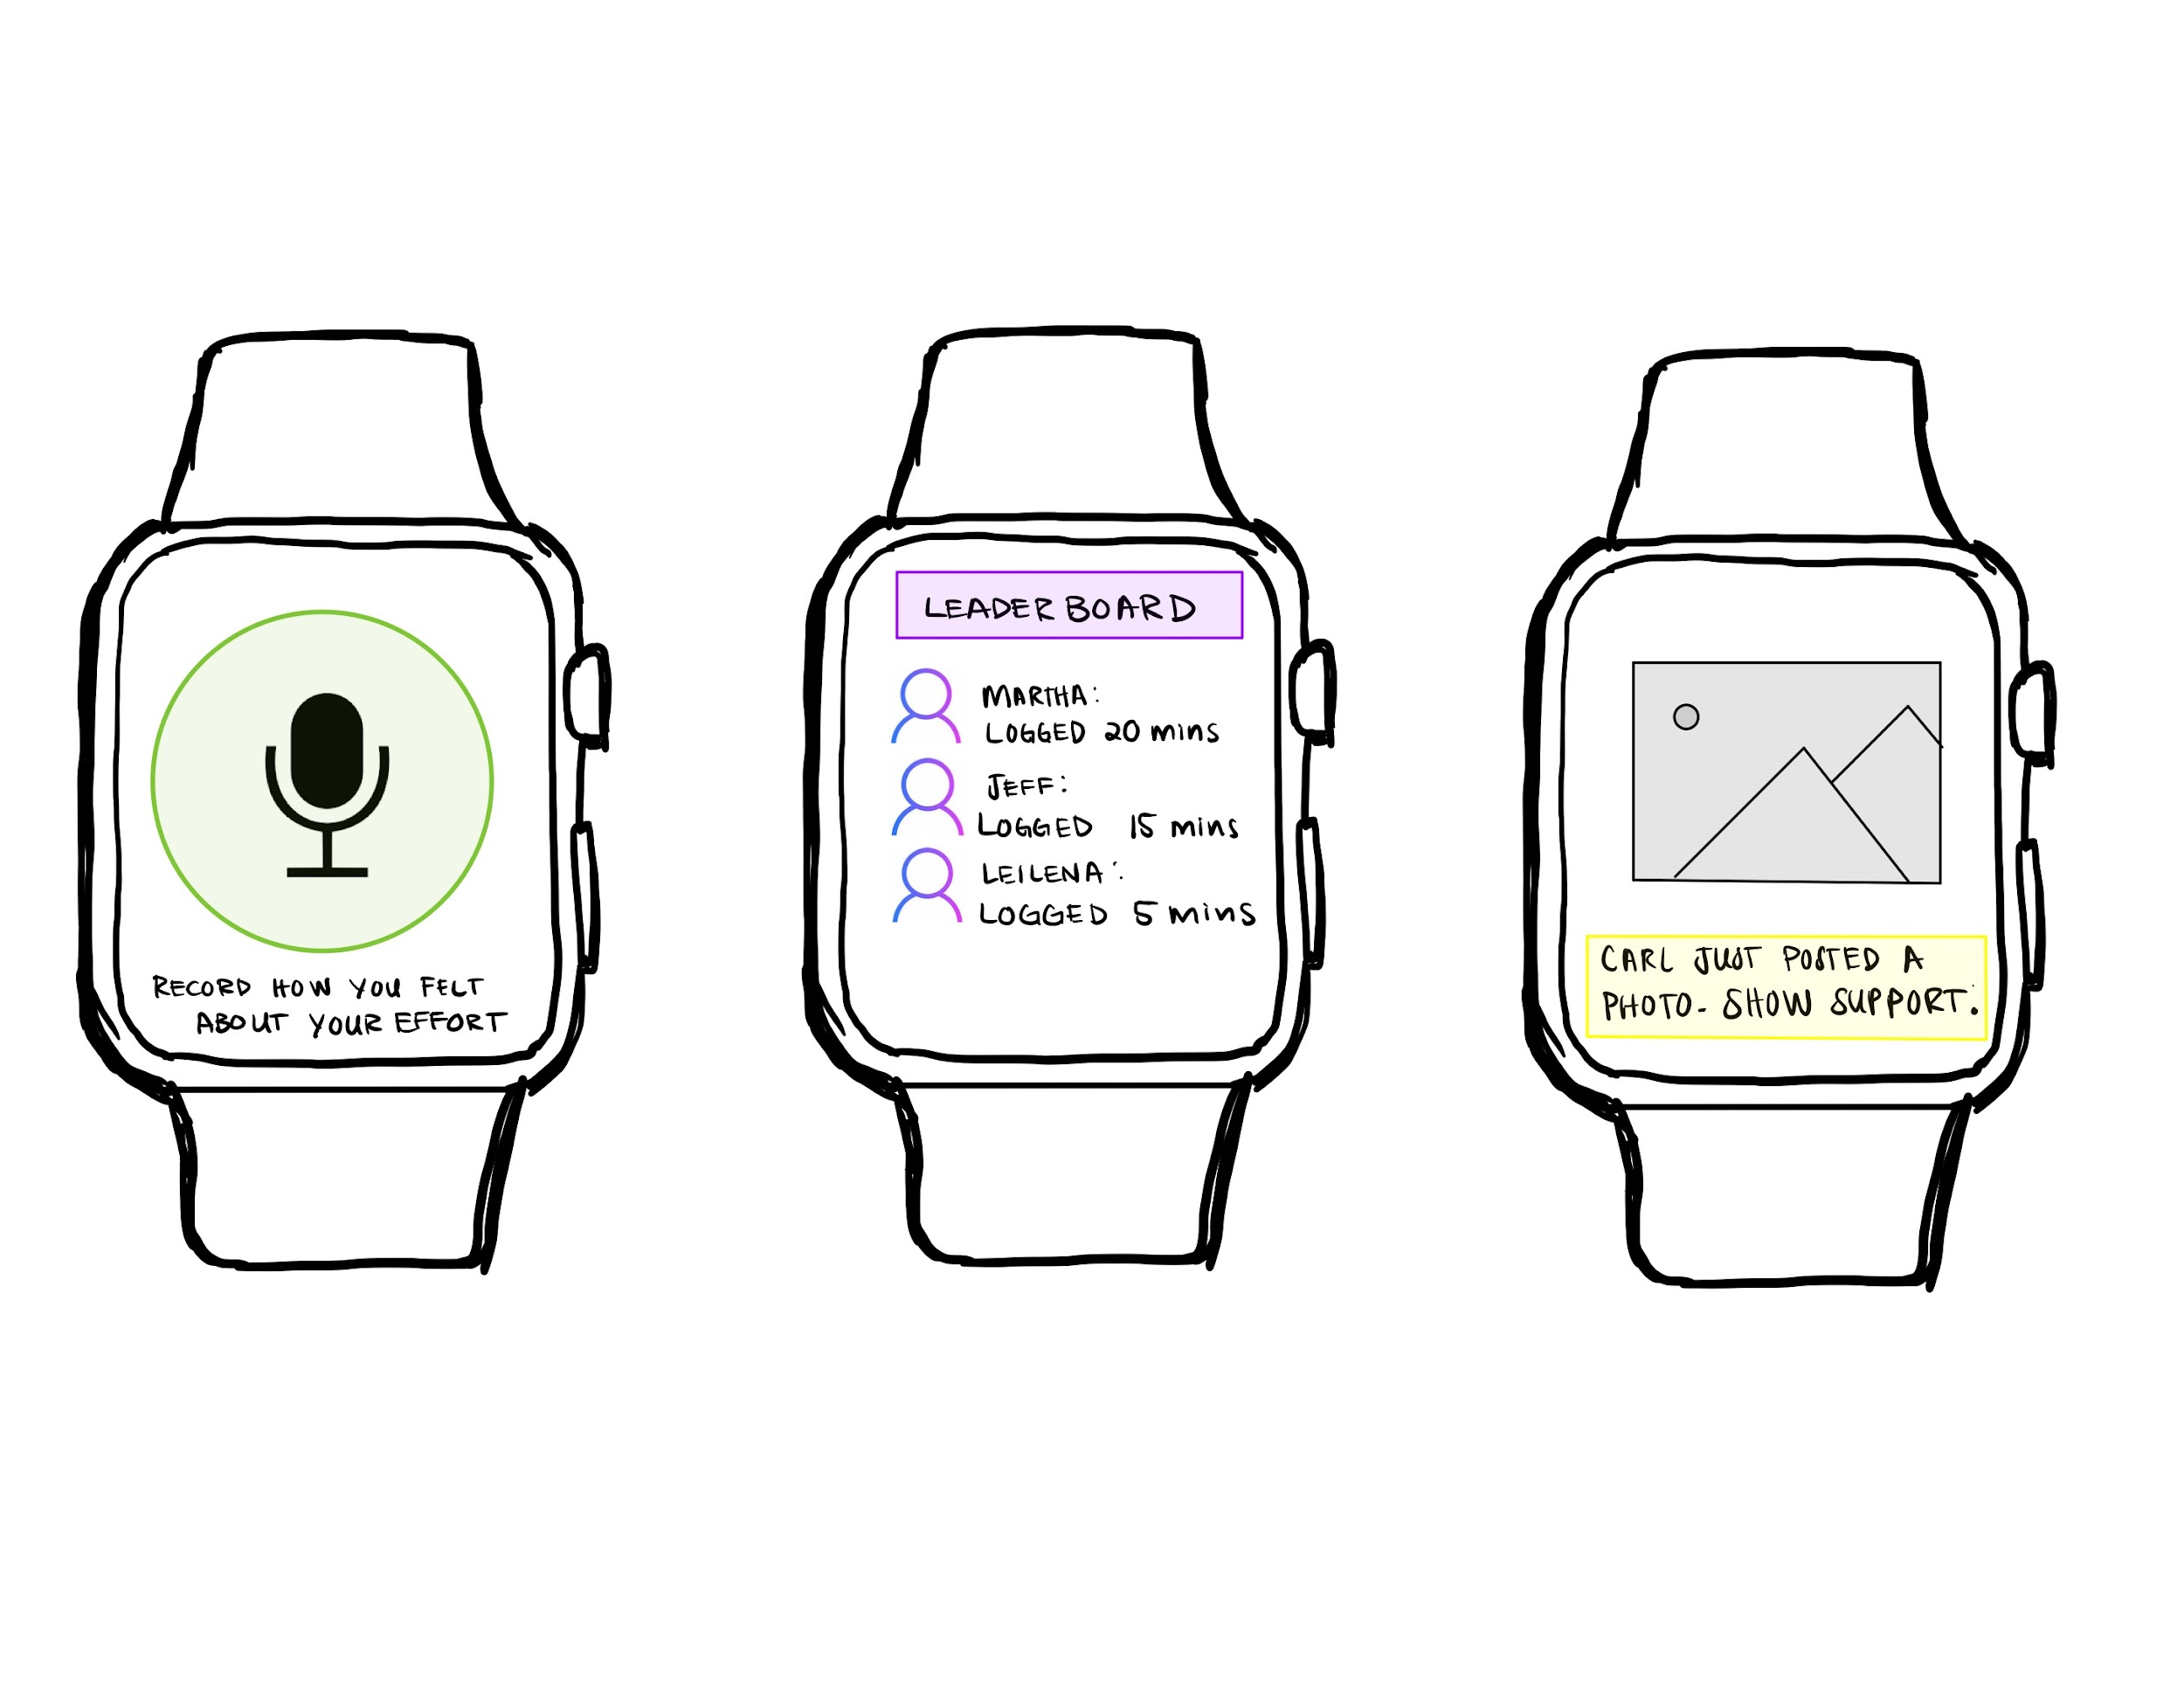 RECORD HOW YOU FELT
ABOUT YOUR EFFORT
LEADERBOARD
MARTHA:
LOGGED 20 mins
JEFF:
LOGGED 15 mins
LEILENA:
LOGGED 5 mins
CARL JUST POSTED A
PHOTO- SHOW SUPPORT: